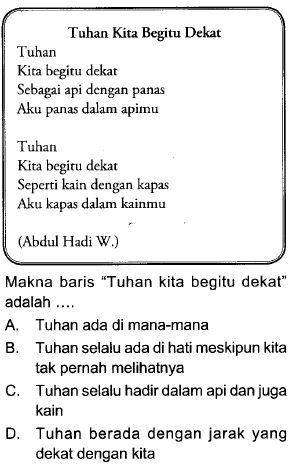 Tuhan Kita Begitu Dekat
Tuhan
Kita begitu dekat
Sebagai api dengan panas
Aku panas dalam apimu
Tuhan
Kita begitu dekat
Seperti kain dengan kapas
Aku kapas dalam kainmu
(Abdul Hadi W.)
Makna baris “Tuhan kita begitu dekat”
adalah ....
A. Tuhan ada di mana-mana
B. Tuhan selalu ada di hati meskipun kita
tak pernah melihatnya
C. Tuhan selalu hadir dalam api dan juga
kain
D. Tuhan berada dengan jarak yang
dekat dengan kita